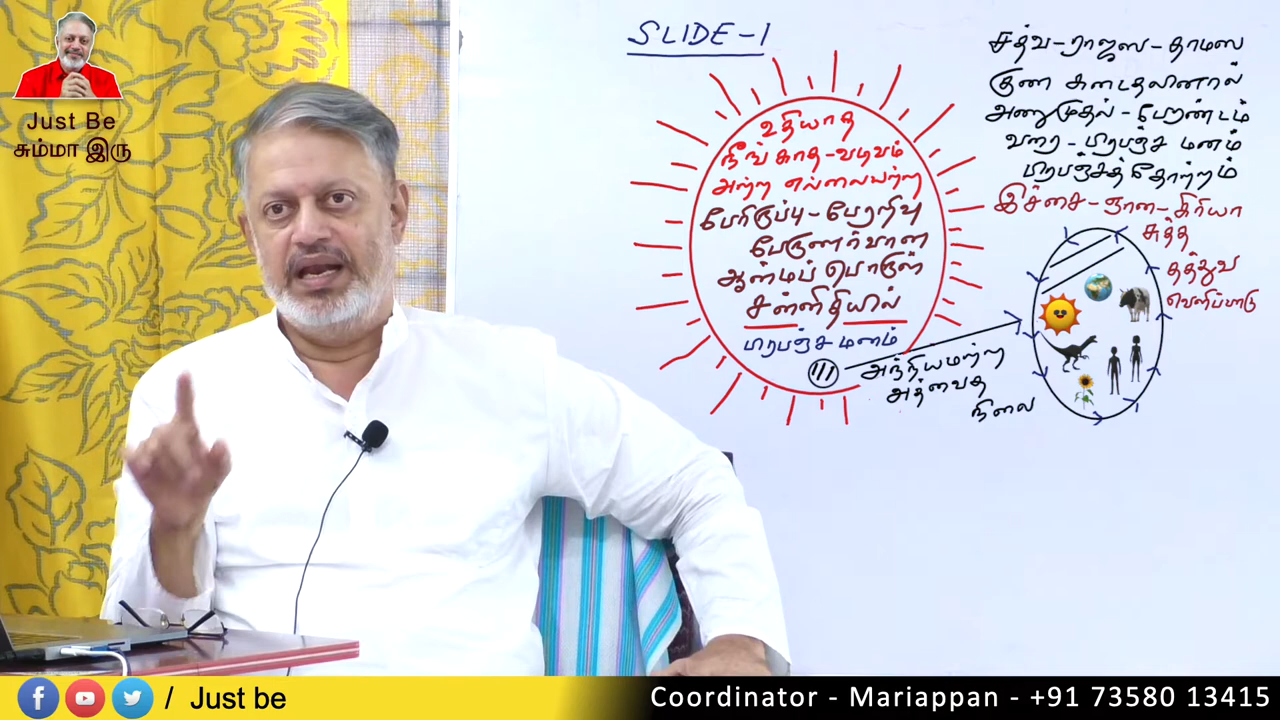 Just Be
சும்மா இரு
SLIDE-1
உதியாத
நீங்காத-வடிவம்
அற்ற எல்லையற்ற
பேரிருப்பு-பேரறிவு
பேருணர்வான
ஆன்மப் பொருள்
சன்னிதியில்
பிரபஞ்ச மனம்
அந்நியமற்ற
அத்வைத
நிலை
சத்வ-ராஜஸ-தாமஸ
குண கடைதலினால்
அணுமுதல்-பேரண்டம்
வரை-பிரபஞ்ச மனம்
பிரபஞ்சத் தோற்றம்
இச்சை-ஞான-கிரியா
சுத்த
தத்துவ
வெளிப்பாடு
/ Just be
Coordinator - Mariappan - +91 73580 13415